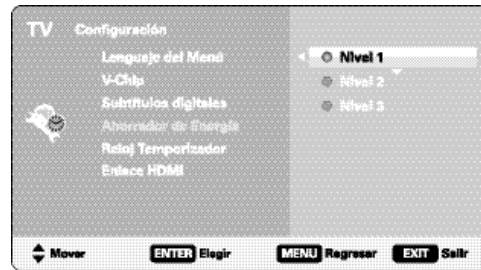 TV Configuración
Lenguaje del Menú
V-Chip
Subtítulos digitales
Ahorrador de Energía
Reloj Temporizador
Enlace HDMI
Nivel 1
Nivel 2
Nivel 3
Mover ENTER Elegir MENU Regresar EXIT Salir